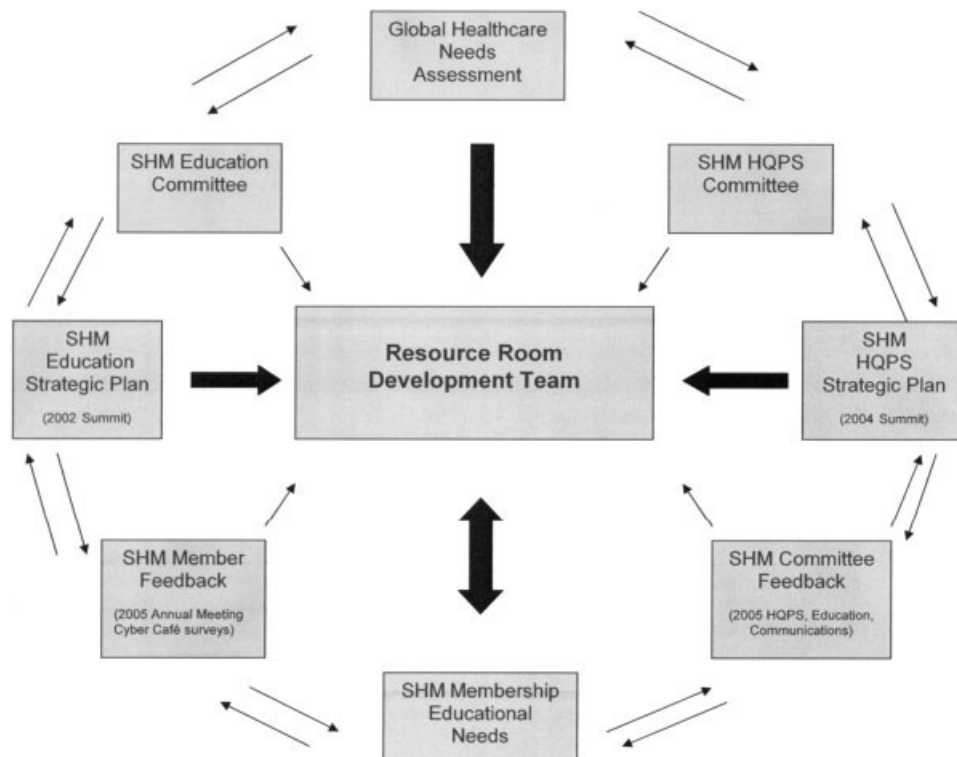 Global Healthcare
Needs
Assessment
SHM Education
Committee
SHM HQPS
Committee
SHM
Education
Strategic Plan
(2002 Summit)
Resource Room
Development Team
SHM
HQPS
Strategic Plan
(2004 Summit)
SHM Member
Feedback
(2005 Annual Meeting
Cyber Café surveys)
SHM Committee
Feedback
(2005 HQPS, Education,
Communications)
SHM Membership
Educational
Needs